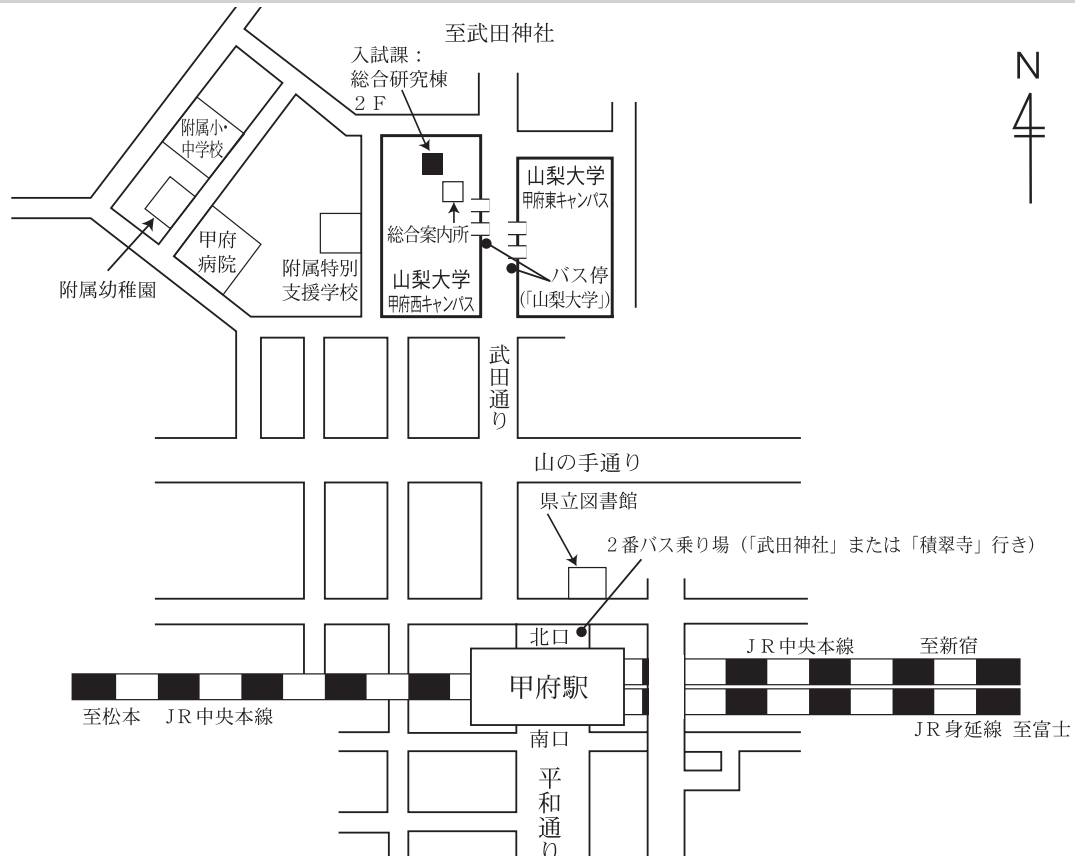 至武田神社
入試課：
総合研究棟
２Ｆ
N
附属小・
中学校
山梨大学
甲府東キャンパス
総合案内所
甲府
病院
附属特別
支援学校
山梨大学
甲府西キャンパス
バス停
（「山梨大学」）
附属幼稚園
武田通り
山の手通り
県立図書館
２番バス乗り場（「武田神社」または「積翠寺」行き）
北口
ＪＲ中央本線
至新宿
甲府駅
至松本
ＪＲ中央本線
南口
ＪＲ身延線
至富士
平和通り